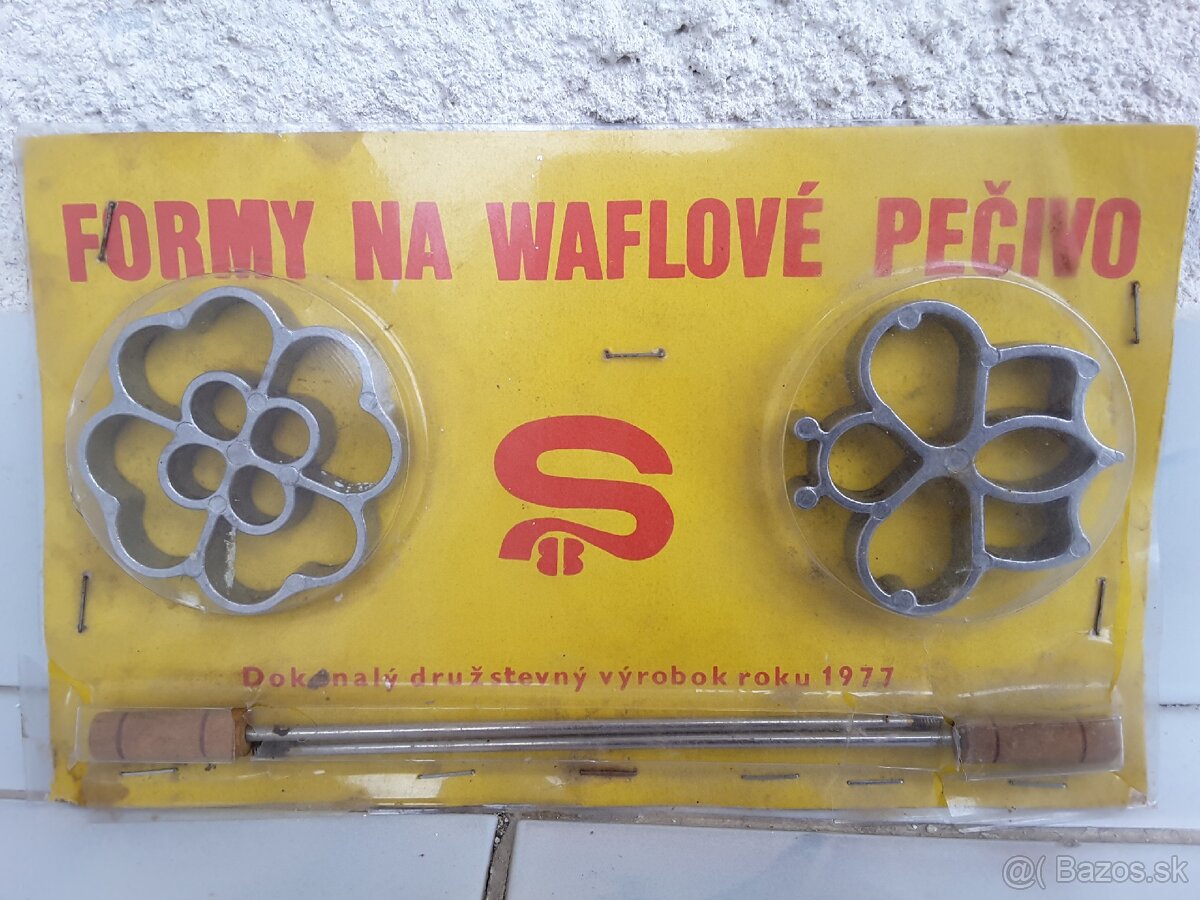 FORMY NA WAFLOVÉ PEČIVO
S
Dokonalý družstevný výrobok roku 1977
@( Bazos.sk